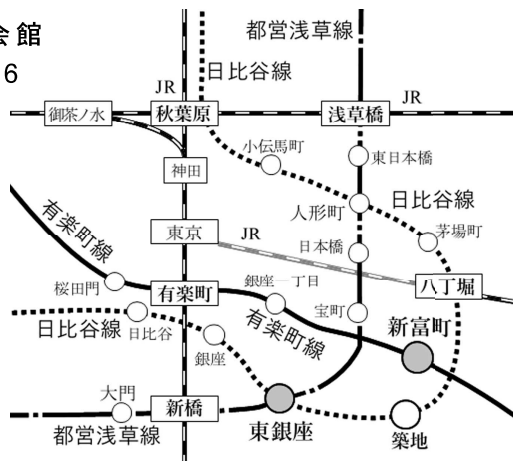 会館
6
都営浅草線
日比谷線
JR
JR
御茶ノ水
秋葉原
浅草橋
小伝馬町
東日本橋
神田
人形町
日比谷線
有楽町線
東京
JR
日本橋
茅場町
桜田門
有楽町
銀座一丁目
八丁堀
宝町
日比谷線
日比谷
有楽町線
新富町
銀座
大門
新橋
都営浅草線
東銀座
築地